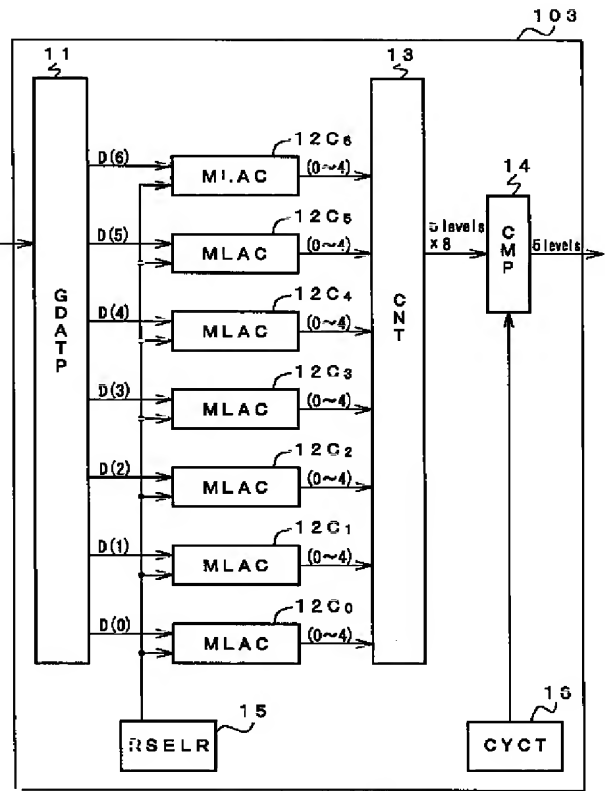 103
11
13
12C6
D(6)
MLAC
(0~4)
14
12C5
D(5)
MLAC
(0~4)
5 levels
×8
CMP
5 levels
12C4
D(4)
MLAC
(0~4)
GDATP
CNT
12C3
D(3)
MLAC
(0~4)
12C2
D(2)
MLAC
(0~4)
12C1
D(1)
MLAC
(0~4)
12C0
D(0)
MLAC
(0~4)
15
RSELR
16
CYCT